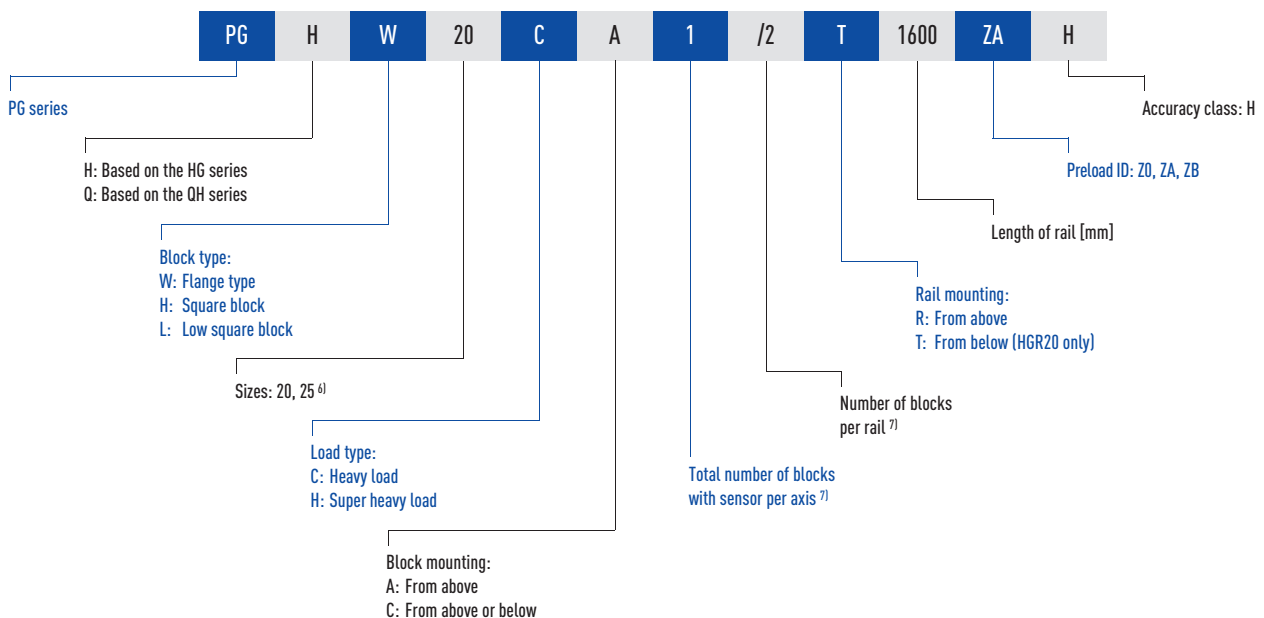 PG H W 20 C A 1 /2 T 1600 ZA H
PG series
Accuracy class: H
H: Based on the HG series
Q: Based on the QH series
Preload ID: Z0, ZA, ZB
Length of rail [mm]
Block type:
W: Flange type
H: Square block
L: Low square block
Rail mounting:
R: From above
T: From below (HGR20 only)
Sizes: 20, 25 6)
Number of blocks
per rail 7)
Load type:
C: Heavy load
H: Super heavy load
Total number of blocks
with sensor per axis 7)
Block mounting:
A: From above
C: From above or below